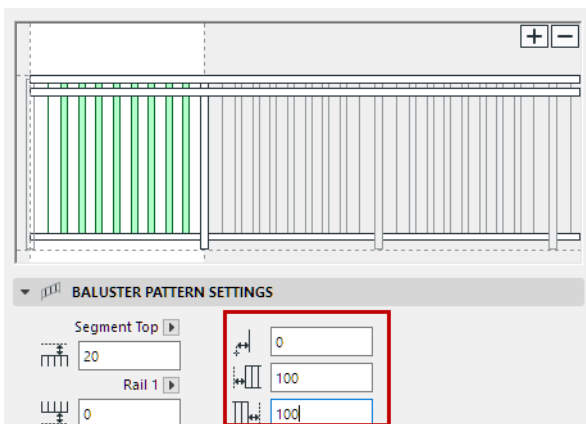 BALUSTER PATTERN SETTINGS
Segment Top
20
Rail 1
0
0
100
100